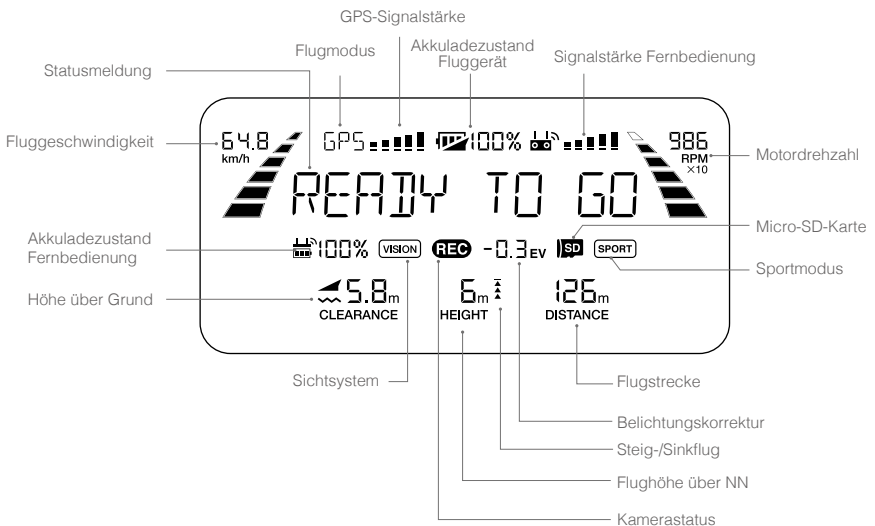 GPS-Signalstärke
Flugmodus
Akkuladezustand
Fluggerät
Signalstärke Fernbedienung
Statusmeldung
Fluggeschwindigkeit
64.8
km/h
GPS
100%
986
RPM
×10
Motordrehzahl
READY TO GO
Micro-SD-Karte
Akkuladezustand
Fernbedienung
100%
VISION
REC
-0.3 EV
SD
SPORT
Sportmodus
Höhe über Grund
5.8m
CLEARANCE
6m
HEIGHT
126m
DISTANCE
Sichtsystem
Flugstrecke
Belichtungskorrektur
Steig-/Sinkflug
Flughöhe über NN
Kamerastatus